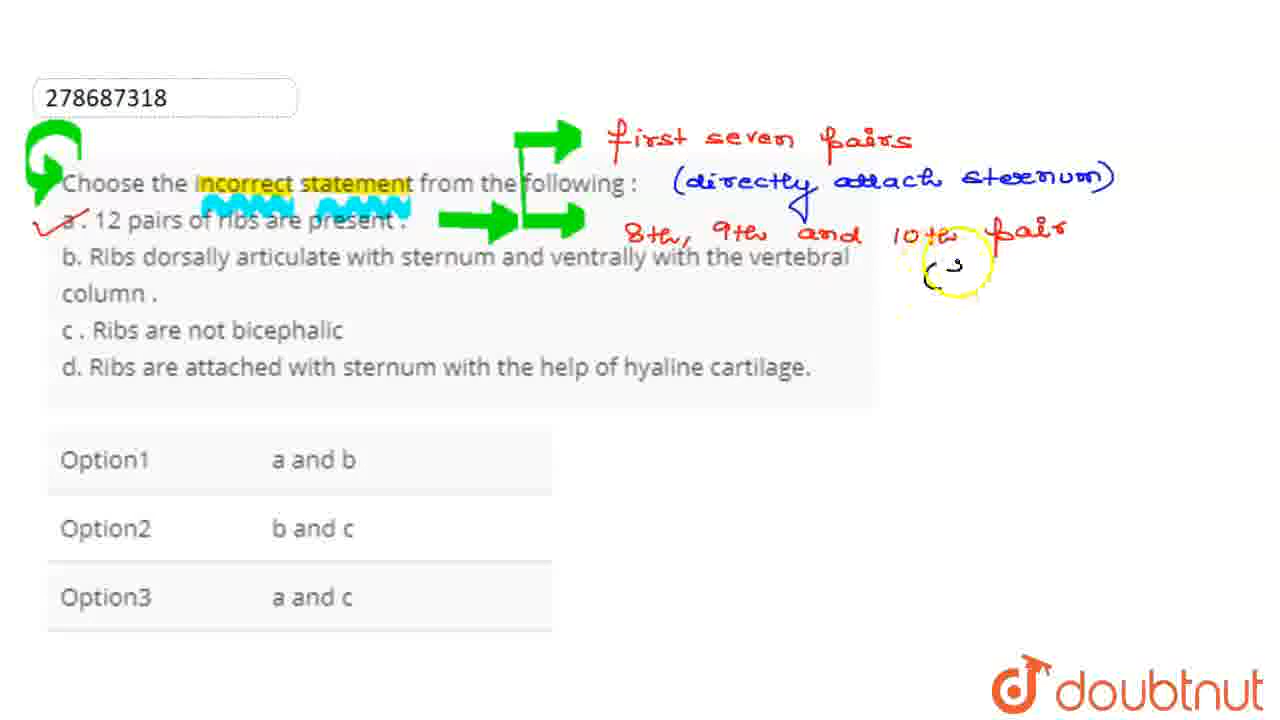 278687318
first seven pairs
Choose the incorrect statement from the following :
(directly attach sternum)
a . 12 pairs of ribs are present .
8th, 9th and 10th pair
b. Ribs dorsally articulate with sternum and ventrally with the vertebral
column .
c . Ribs are not bicephalic
d. Ribs are attached with sternum with the help of hyaline cartilage.
Option1 a and b
Option2 b and c
Option3 a and c
doubtnut